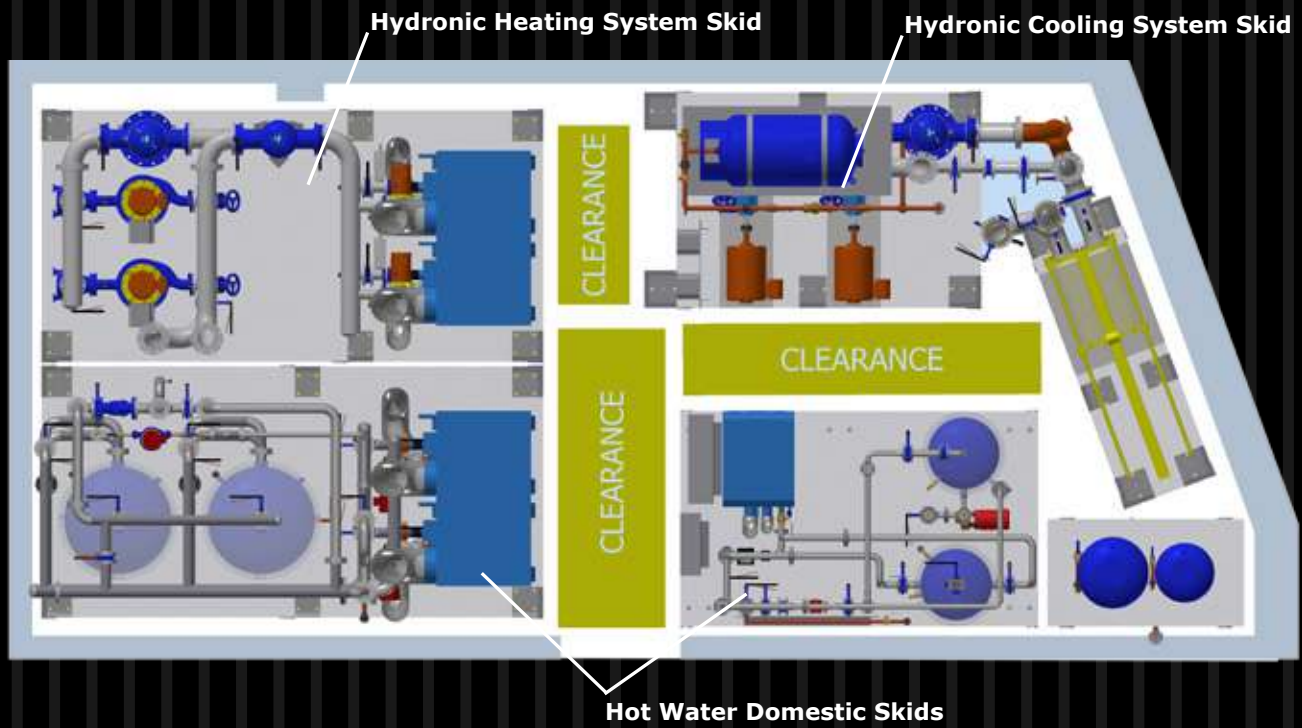 Hydronic Heating System Skid
Hydronic Cooling System Skid
CLEARANCE
CLEARANCE
CLEARANCE
Hot Water Domestic Skids